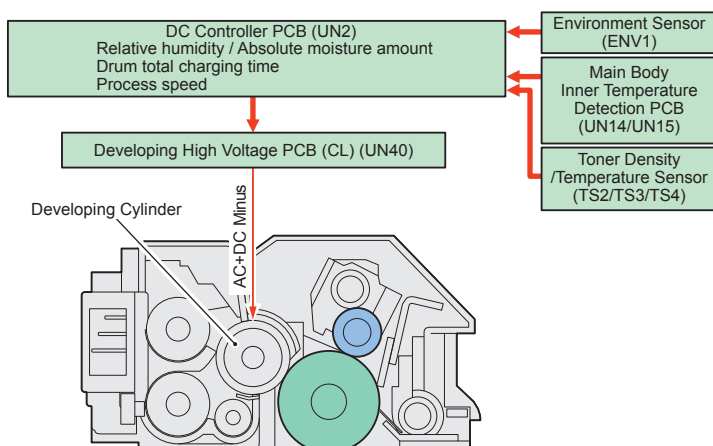 DC Controller PCB (UN2)
Relative humidity / Absolute moisture amount
Drum total charging time
Process speed
Environment Sensor
(ENV1)
Main Body
Inner Temperature
Detection PCB
(UN14/UN15)
Developing High Voltage PCB (CL) (UN40)
Toner Density
/Temperature Sensor
(TS2/TS3/TS4)
Developing Cylinder
AC+DC Minus